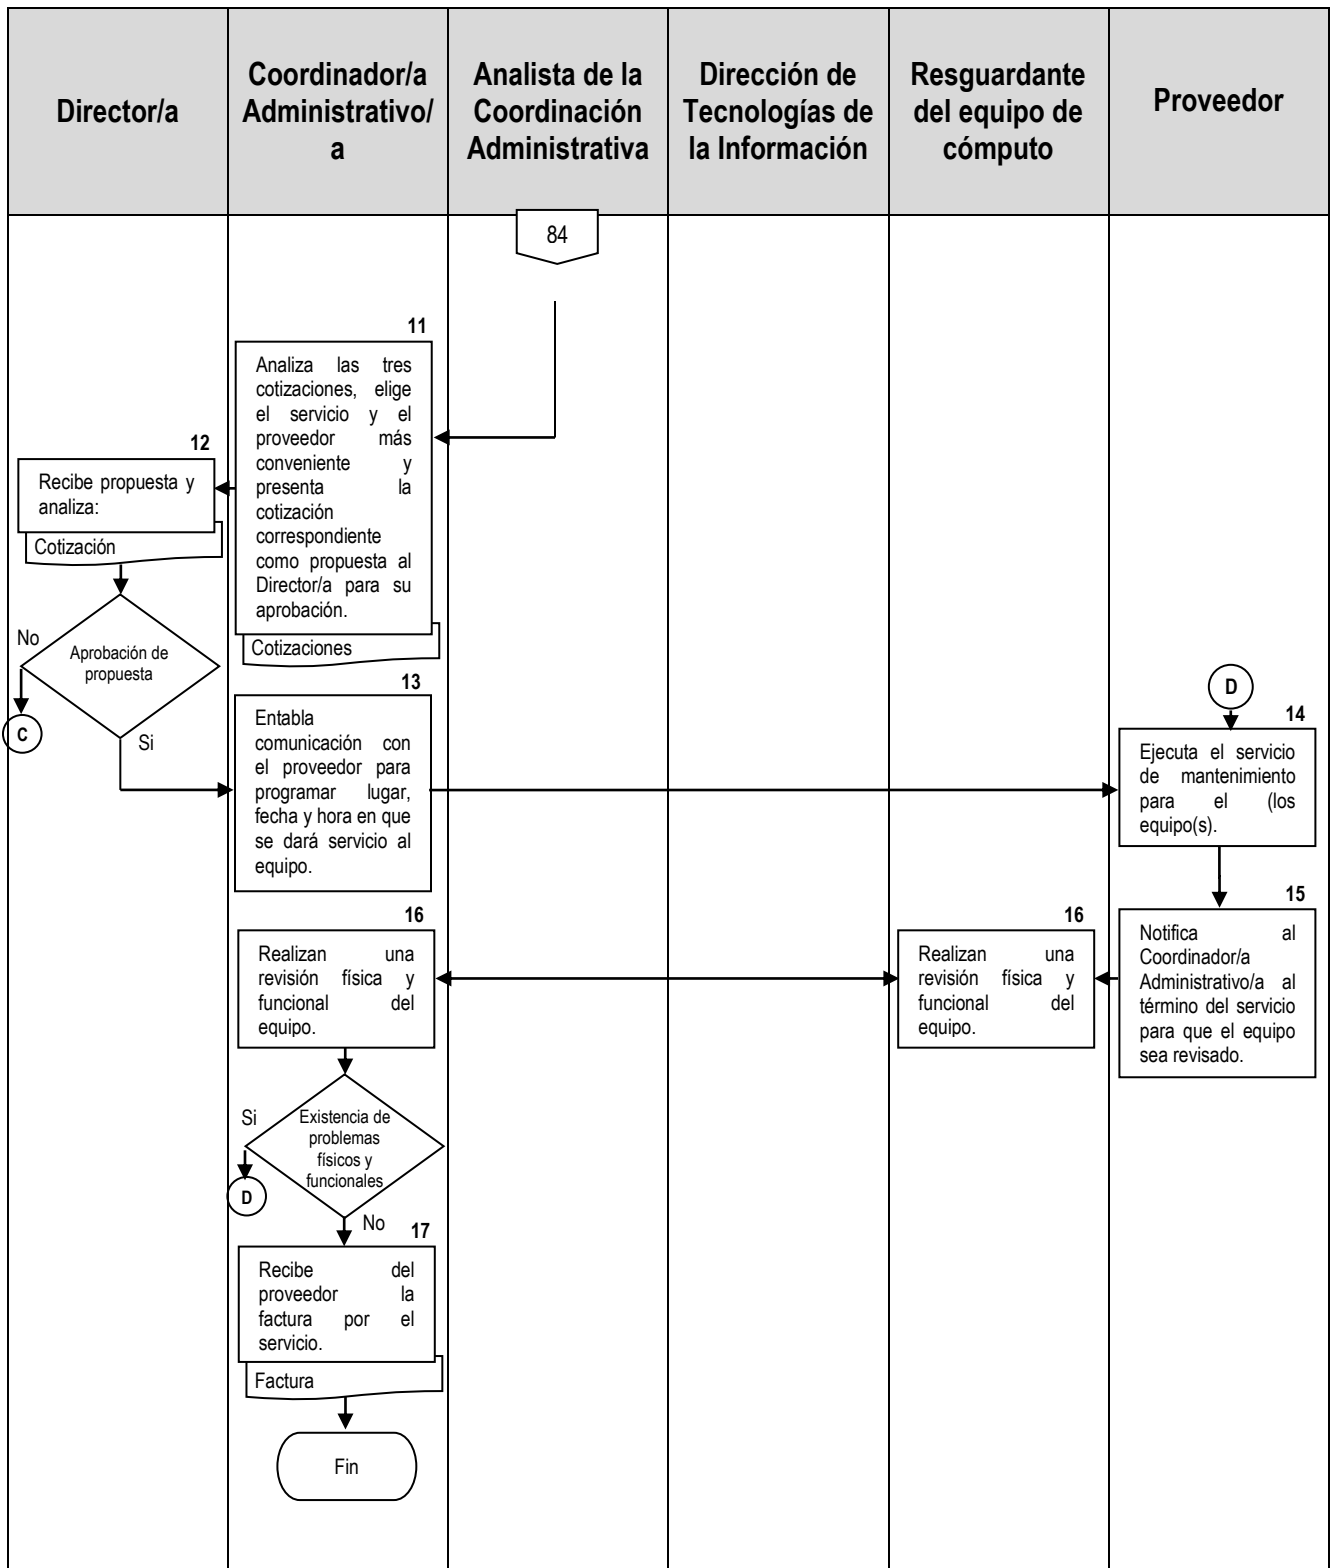 Director/a
Coordinador/a
Administrativo/
a
Analista de la
Coordinación
Administrativa
Dirección de
Tecnologías de
la Información
Resguardante
del equipo de
cómputo
Proveedor
84
11
Analiza las tres
cotizaciones, elige
el servicio y el
proveedor más
conveniente y
presenta la
cotización
correspondiente
como propuesta al
Director/a para su
aprobación.
Cotizaciones
12
Recibe propuesta y
analiza:
Cotización
Aprobación de
propuesta
No
C
Si
13
Entabla
comunicación con
el proveedor para
programar lugar,
fecha y hora en que
se dará servicio al
equipo.
D
14
Ejecuta el servicio
de mantenimiento
para el (los
equipo(s).
15
Notifica al
Coordinador/a
Administrativo/a al
término del servicio
para que el equipo
sea revisado.
16
Realizan una
revisión física y
funcional del
equipo.
16
Realizan una
revisión física y
funcional del
equipo.
Existencia de
problemas
físicos y
funcionales
Si
D
No
17
Recibe del
proveedor la
factura por el
servicio.
Factura
Fin